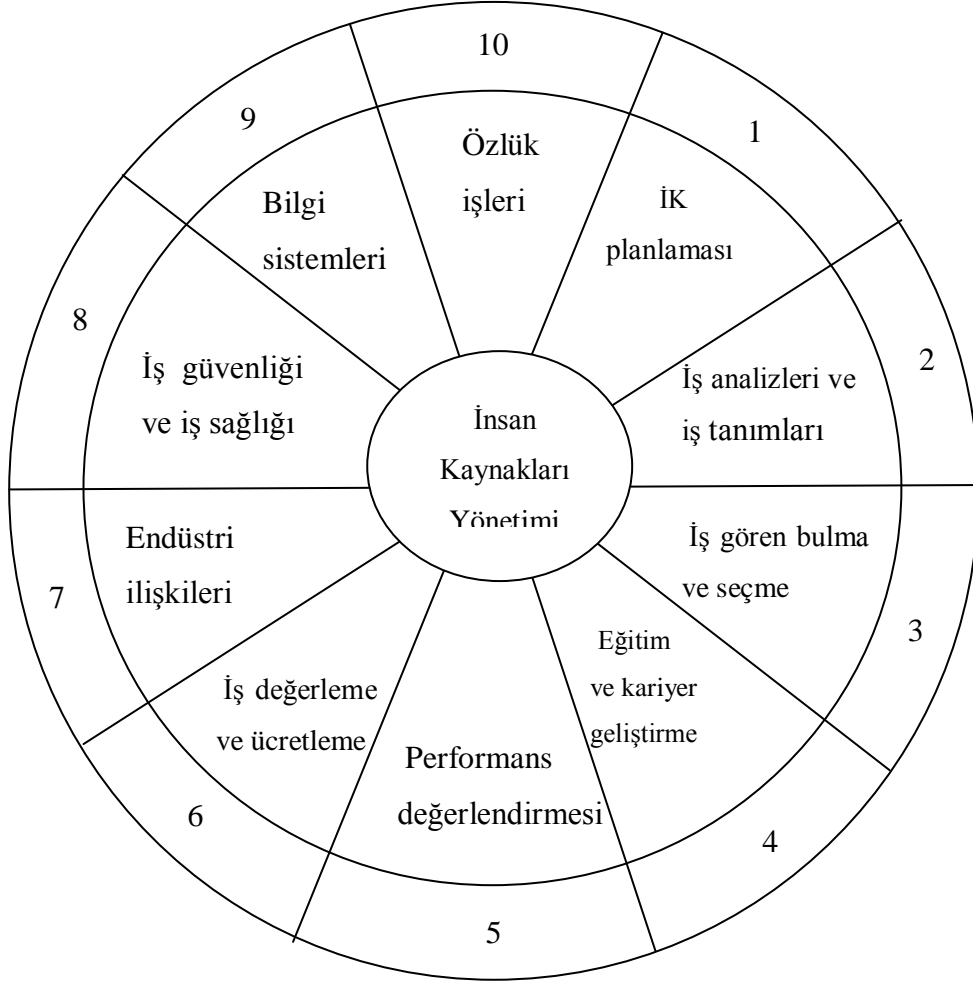 10
Özlük
işleri
1
İK
planlaması
2
İş analizleri ve
iş tanımları
3
İş gören bulma
ve seçme
4
Eğitim
ve kariyer
geliştirme
5
Performans
değerlendirmesi
6
İş değerleme
ve ücretleme
7
Endüstri
ilişkileri
8
İş güvenliği
ve iş sağlığı
9
Bilgi
sistemleri
İnsan
Kaynakları
Yönetimi